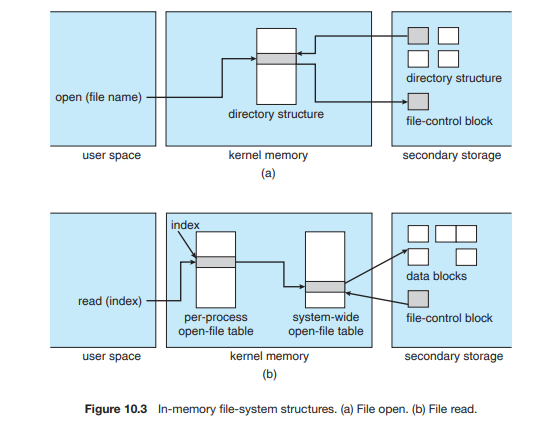 open (file name)
directory structure
directory structure
file-control block
user space
kernel memory
secondary storage
(a)
index
read (index)
per-process
open-file table
system-wide
open-file table
data blocks
file-control block
user space
kernel memory
secondary storage
(b)
Figure 10.3 In-memory file-system structures. (a) File open. (b) File read.